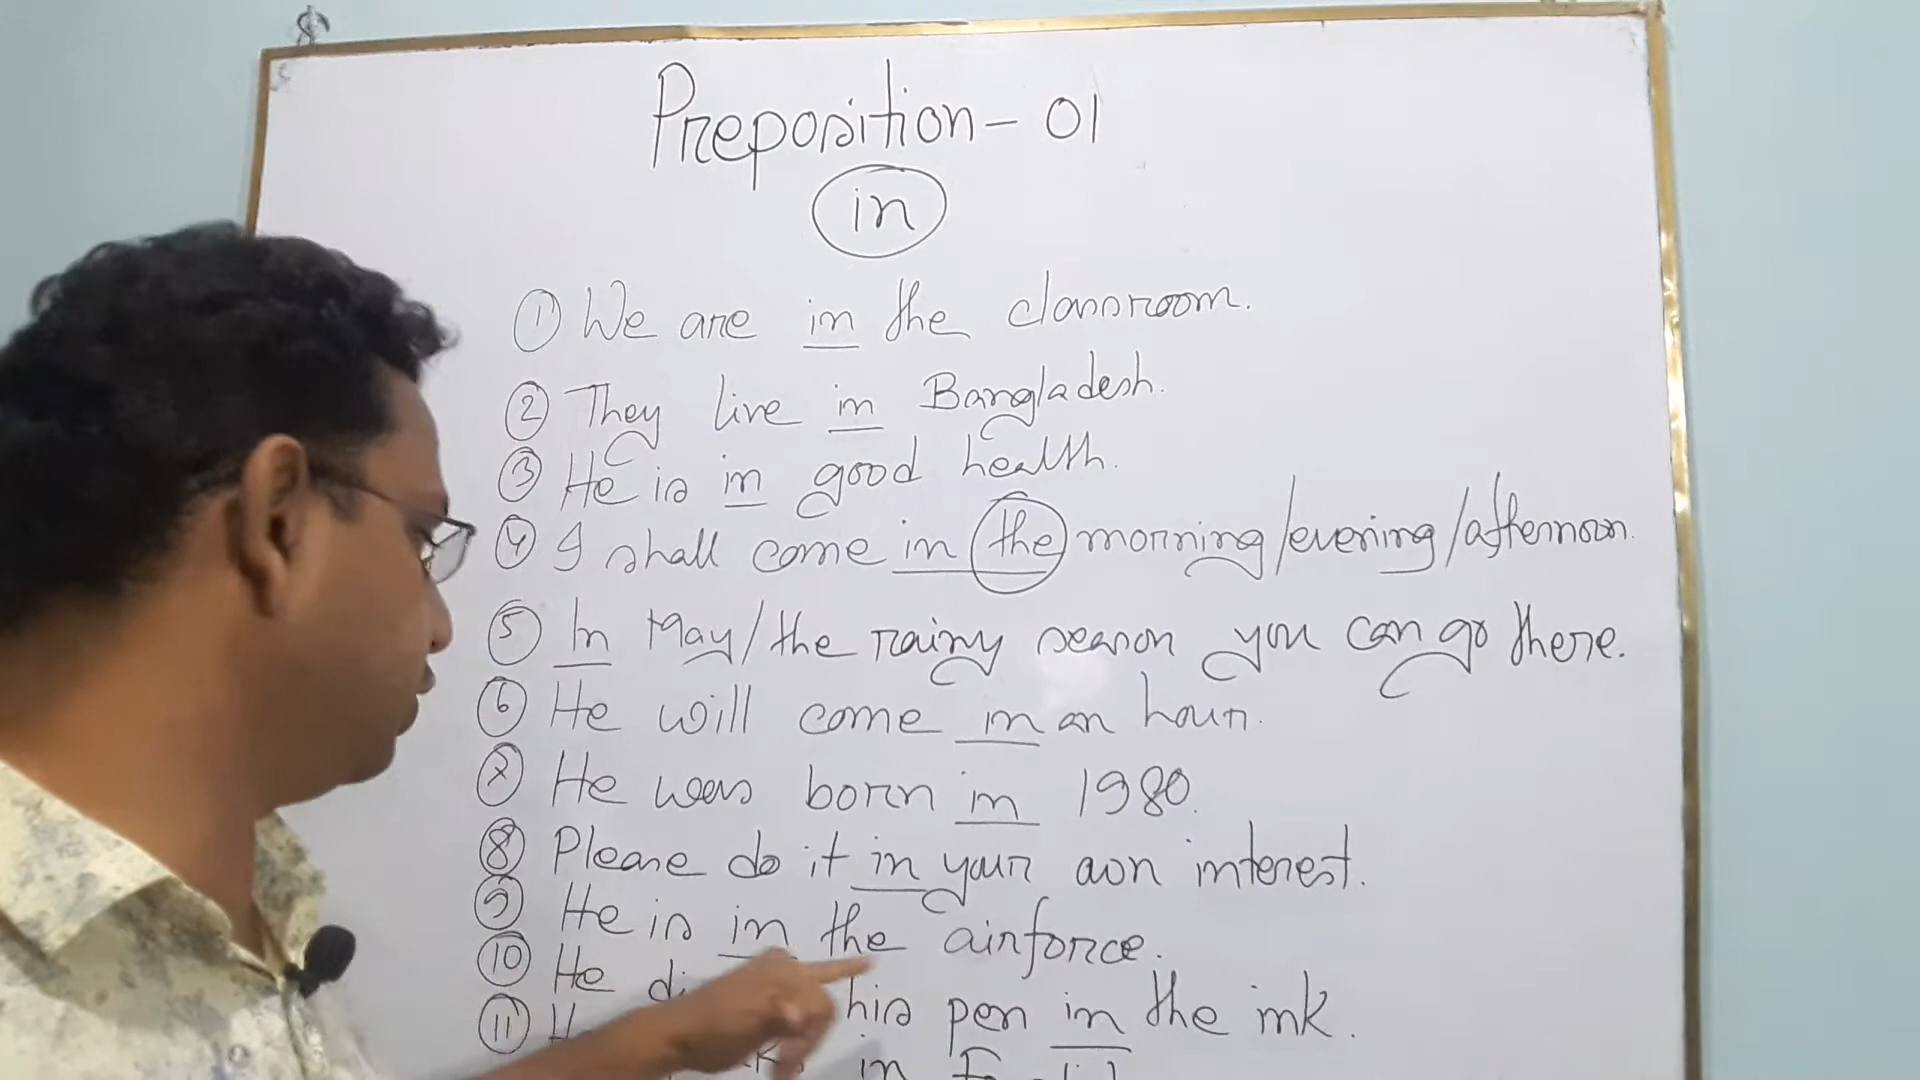 Preposition - 01
in
① We are in the classroom.
② They live in Bangladesh.
③ He is in good health.
④ I shall come in the morning/evening/afternoon.
⑤ In May/the rainy season you can go there.
⑥ He will come in an hour.
⑦ He was born in 1980.
⑧ Please do it in your own interest.
⑨ He is in the airforce.
⑩ He his pen in the ink.
⑪ in